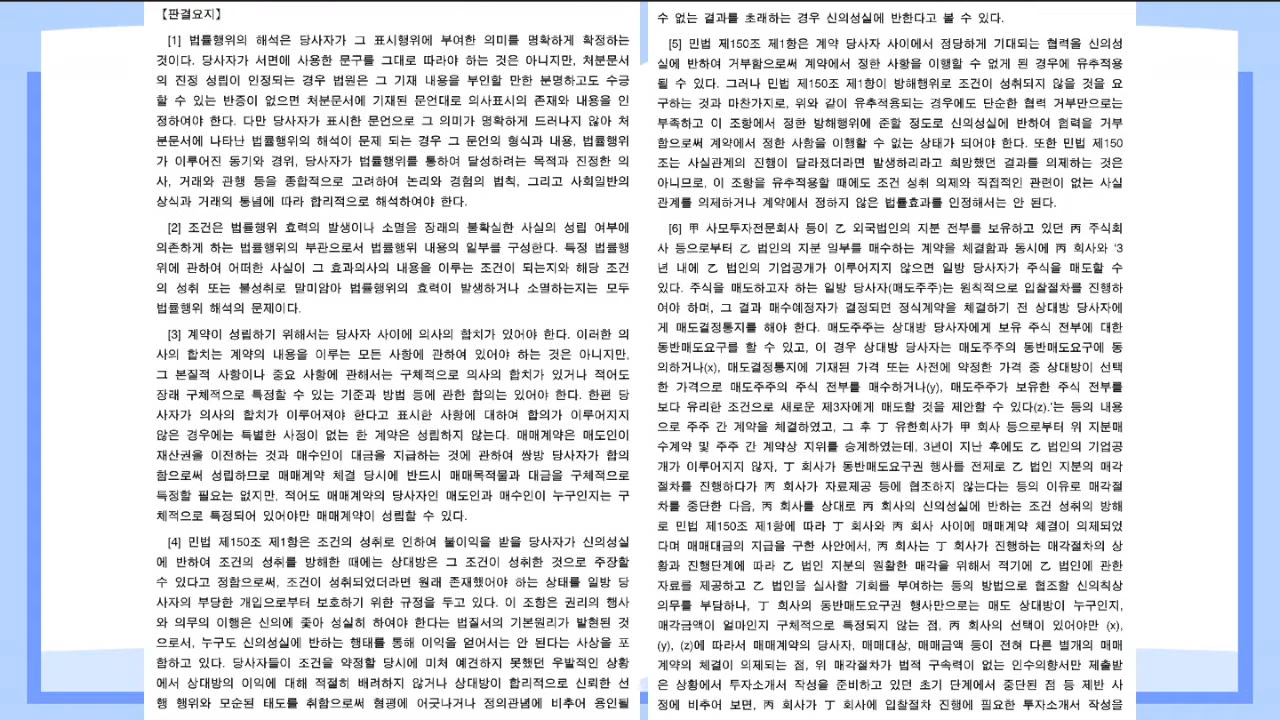 【판결요지】
[1] 법률행위의 해석은 당사자가 그 표시행위에 부여한 의미를 명확하게 확정하는
것이다. 당사자가 서면에 사용한 문구를 그대로 따라야 하는 것은 아니지만, 처분문서
의 진정 성립이 인정되는 경우 법원은 그 기재 내용을 부인할 만한 분명하고도 수긍
할 수 있는 반증이 없으면 처분문서에 기재된 문언대로 의사표시의 존재와 내용을 인
정하여야 한다. 다만 당사자가 표시한 문언으로 그 의미가 명확하게 드러나지 않아 처
분문서에 나타난 법률행위의 해석이 문제 되는 경우 그 문언의 형식과 내용, 법률행위
가 이루어진 동기와 경위, 당사자가 법률행위를 통하여 달성하려는 목적과 진정한 의
사, 거래와 관행 등을 종합적으로 고려하여 논리와 경험의 법칙, 그리고 사회일반의
상식과 거래의 통념에 따라 합리적으로 해석하여야 한다.
[2] 조건은 법률행위 효력의 발생이나 소멸을 장래의 불확실한 사실의 성립 여부에
의존하게 하는 법률행위의 부관으로서 법률행위 내용의 일부를 구성한다. 특정 법률행
위에 관하여 어떠한 사실이 그 효과의사의 내용을 이루는 조건이 되는지와 해당 조건
의 성취 또는 불성취로 말미암아 법률행위의 효력이 발생하거나 소멸하는지는 모두
법률행위 해석의 문제이다.
[3] 계약이 성립하기 위해서는 당사자 사이에 의사의 합치가 있어야 한다. 이러한 의
사의 합치는 계약의 내용을 이루는 모든 사항에 관하여 있어야 하는 것은 아니지만,
그 본질적 사항이나 중요 사항에 관해서는 구체적으로 의사의 합치가 있거나 적어도
장래 구체적으로 특정할 수 있는 기준과 방법 등에 관한 합의는 있어야 한다. 한편 당
사자가 의사의 합치가 이루어져야 한다고 표시한 사항에 대하여 합의가 이루어지지
않은 경우에는 특별한 사정이 없는 한 계약은 성립하지 않는다. 매매계약은 매도인이
재산권을 이전하는 것과 매수인이 대금을 지급하는 것에 관하여 쌍방 당사자가 합의
함으로써 성립하므로 매매계약 체결 당시에 반드시 매매목적물과 대금을 구체적으로
특정할 필요는 없지만, 적어도 매매계약의 당사자인 매도인과 매수인이 누구인지는 구
체적으로 특정되어 있어야만 매매계약이 성립할 수 있다.
[4] 민법 제150조 제1항은 조건의 성취로 인하여 불이익을 받을 당사자가 신의성실
에 반하여 조건의 성취를 방해한 때에는 상대방은 그 조건이 성취한 것으로 주장할
수 있다고 정함으로써, 조건이 성취되었더라면 원래 존재했어야 하는 상태를 일방 당
사자의 부당한 개입으로부터 보호하기 위한 규정을 두고 있다. 이 조항은 권리의 행사
와 의무의 이행은 신의에 좇아 성실히 하여야 한다는 법질서의 기본원리가 발현된 것
으로서, 누구도 신의성실에 반하는 행태를 통해 이익을 얻어서는 안 된다는 사상을 포
함하고 있다. 당사자들이 조건을 약정할 당시에 미처 예견하지 못했던 우발적인 상황
에서 상대방의 이익에 대해 적절히 배려하지 않거나 상대방이 합리적으로 신뢰한 선
행 행위와 모순된 태도를 취함으로써 형평에 어긋나거나 정의관념에 비추어 용인될
수 없는 결과를 초래하는 경우 신의성실에 반한다고 볼 수 있다.
[5] 민법 제150조 제1항은 계약 당사자 사이에서 정당하게 기대되는 협력을 신의성
실에 반하여 거부함으로써 계약에서 정한 사항을 이행할 수 없게 된 경우에 유추적용
될 수 있다. 그러나 민법 제150조 제1항이 방해행위로 조건이 성취되지 않을 것을 요
구하는 것과 마찬가지로, 위와 같이 유추적용되는 경우에도 단순한 협력 거부만으로는
부족하고 이 조항에서 정한 방해행위에 준할 정도로 신의성실에 반하여 협력을 거부
함으로써 계약에서 정한 사항을 이행할 수 없는 상태가 되어야 한다. 또한 민법 제150
조는 사실관계의 진행이 달라졌더라면 발생하리라고 희망했던 결과를 의제하는 것은
아니므로, 이 조항을 유추적용할 때에도 조건 성취 의제와 직접적인 관련이 없는 사실
관계를 의제하거나 계약에서 정하지 않은 법률효과를 인정해서는 안 된다.
[6] 甲 사모투자전문회사 등이 乙 외국법인의 지분 전부를 보유하고 있던 丙 주식회
사 등으로부터 乙 법인의 지분 일부를 매수하는 계약을 체결함과 동시에 丙 회사와 '3
년 내에 乙 법인의 기업공개가 이루어지지 않으면 일방 당사자가 주식을 매도할 수
있다. 주식을 매도하고자 하는 일방 당사자(매도주주)는 원칙적으로 입찰절차를 진행하
여야 하며, 그 결과 매수예정자가 결정되면 정식계약을 체결하기 전 상대방 당사자에
게 매도결정통지를 해야 한다. 매도주주는 상대방 당사자에게 보유 주식 전부에 대한
동반매도요구를 할 수 있고, 이 경우 상대방 당사자는 매도주주의 동반매도요구에 동
의하거나(x), 매도결정통지에 기재된 가격 또는 사전에 약정한 가격 중 상대방이 선택
한 가격으로 매도주주의 주식 전부를 매수하거나(y), 매도주주가 보유한 주식 전부를
보다 유리한 조건으로 새로운 제3자에게 매도할 것을 제안할 수 있다(z).'는 등의 내용
으로 주주 간 계약을 체결하였고, 그 후 丁 유한회사가 甲 회사 등으로부터 위 지분매
수계약 및 주주 간 계약상 지위를 승계하였는데, 3년이 지난 후에도 乙 법인의 기업공
개가 이루어지지 않자, 丁 회사가 동반매도요구권 행사를 전제로 乙 법인 지분의 매각
절차를 진행하다가 丙 회사가 자료제공 등에 협조하지 않는다는 등의 이유로 매각절
차를 중단한 다음, 丙 회사를 상대로 丙 회사의 신의성실에 반하는 조건 성취의 방해
로 민법 제150조 제1항에 따라 丁 회사와 丙 회사 사이에 매매계약 체결이 의제되었
다며 매매대금의 지급을 구한 사안에서, 丙 회사는 丁 회사가 진행하는 매각절차의 상
황과 진행단계에 따라 乙 법인 지분의 원활한 매각을 위해서 적기에 乙 법인에 관한
자료를 제공하고 乙 법인을 실사할 기회를 부여하는 등의 방법으로 협조할 신의칙상
의무를 부담하나, 丁 회사의 동반매도요구권 행사만으로는 매도 상대방이 누구인지,
매각금액이 얼마인지 구체적으로 특정되지 않는 점, 丙 회사의 선택이 있어야만 (x),
(y), (z)에 따라서 매매계약의 당사자, 매매대상, 매매금액 등이 전혀 다른 별개의 매매
계약의 체결이 의제되는 점, 위 매각절차가 법적 구속력이 없는 인수의향서만 제출받
은 상황에서 투자소개서 작성을 준비하고 있던 초기 단계에서 중단된 점 등 제반 사
정에 비추어 보면, 丙 회사가 丁 회사에 입찰절차 진행에 필요한 투자소개서 작성을